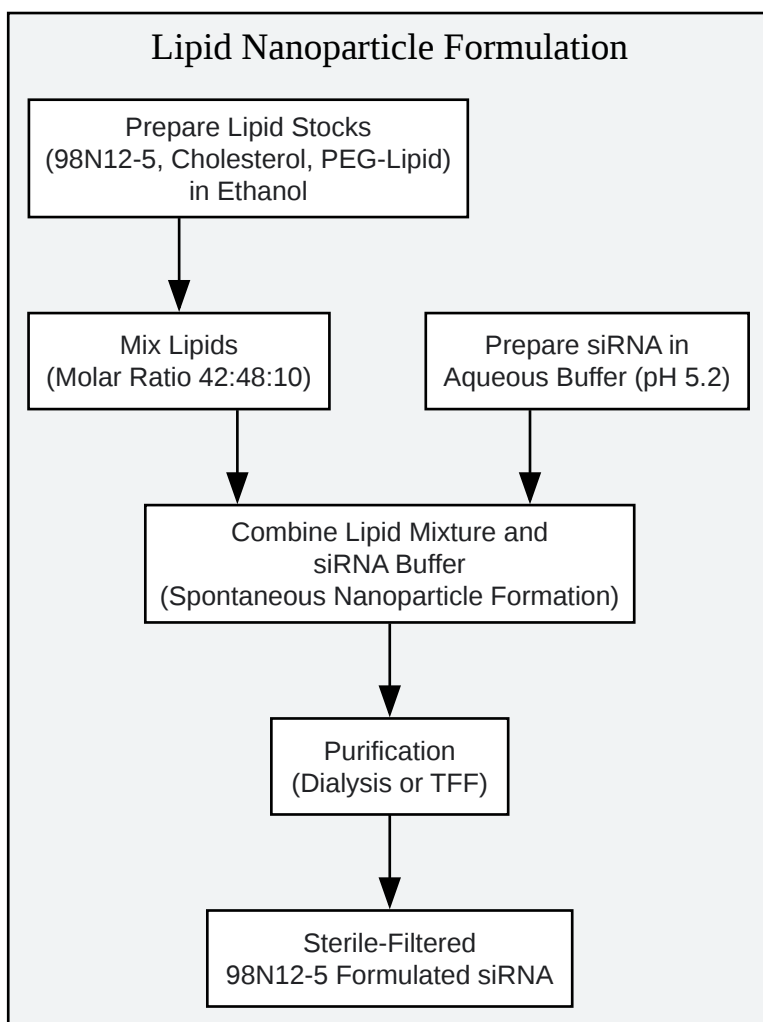 Lipid Nanoparticle Formulation
Prepare Lipid Stocks
(98N12-5, Cholesterol, PEG-Lipid)
in Ethanol
Mix Lipids
(Molar Ratio 42:48:10)
Prepare siRNA in
Aqueous Buffer (pH 5.2)
Combine Lipid Mixture and
siRNA Buffer
(Spontaneous Nanoparticle Formation)
Purification
(Dialysis or TFF)
Sterile-Filtered
98N12-5 Formulated siRNA